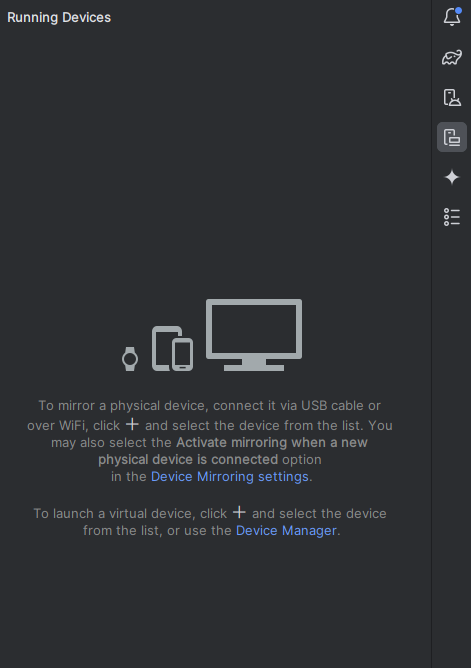 Running Devices
To mirror a physical device, connect it via USB cable or
over WiFi, click + and select the device from the list. You
may also select the Activate mirroring when a new
physical device is connected option
in the Device Mirroring settings.
To launch a virtual device, click + and select the device
from the list, or use the Device Manager.